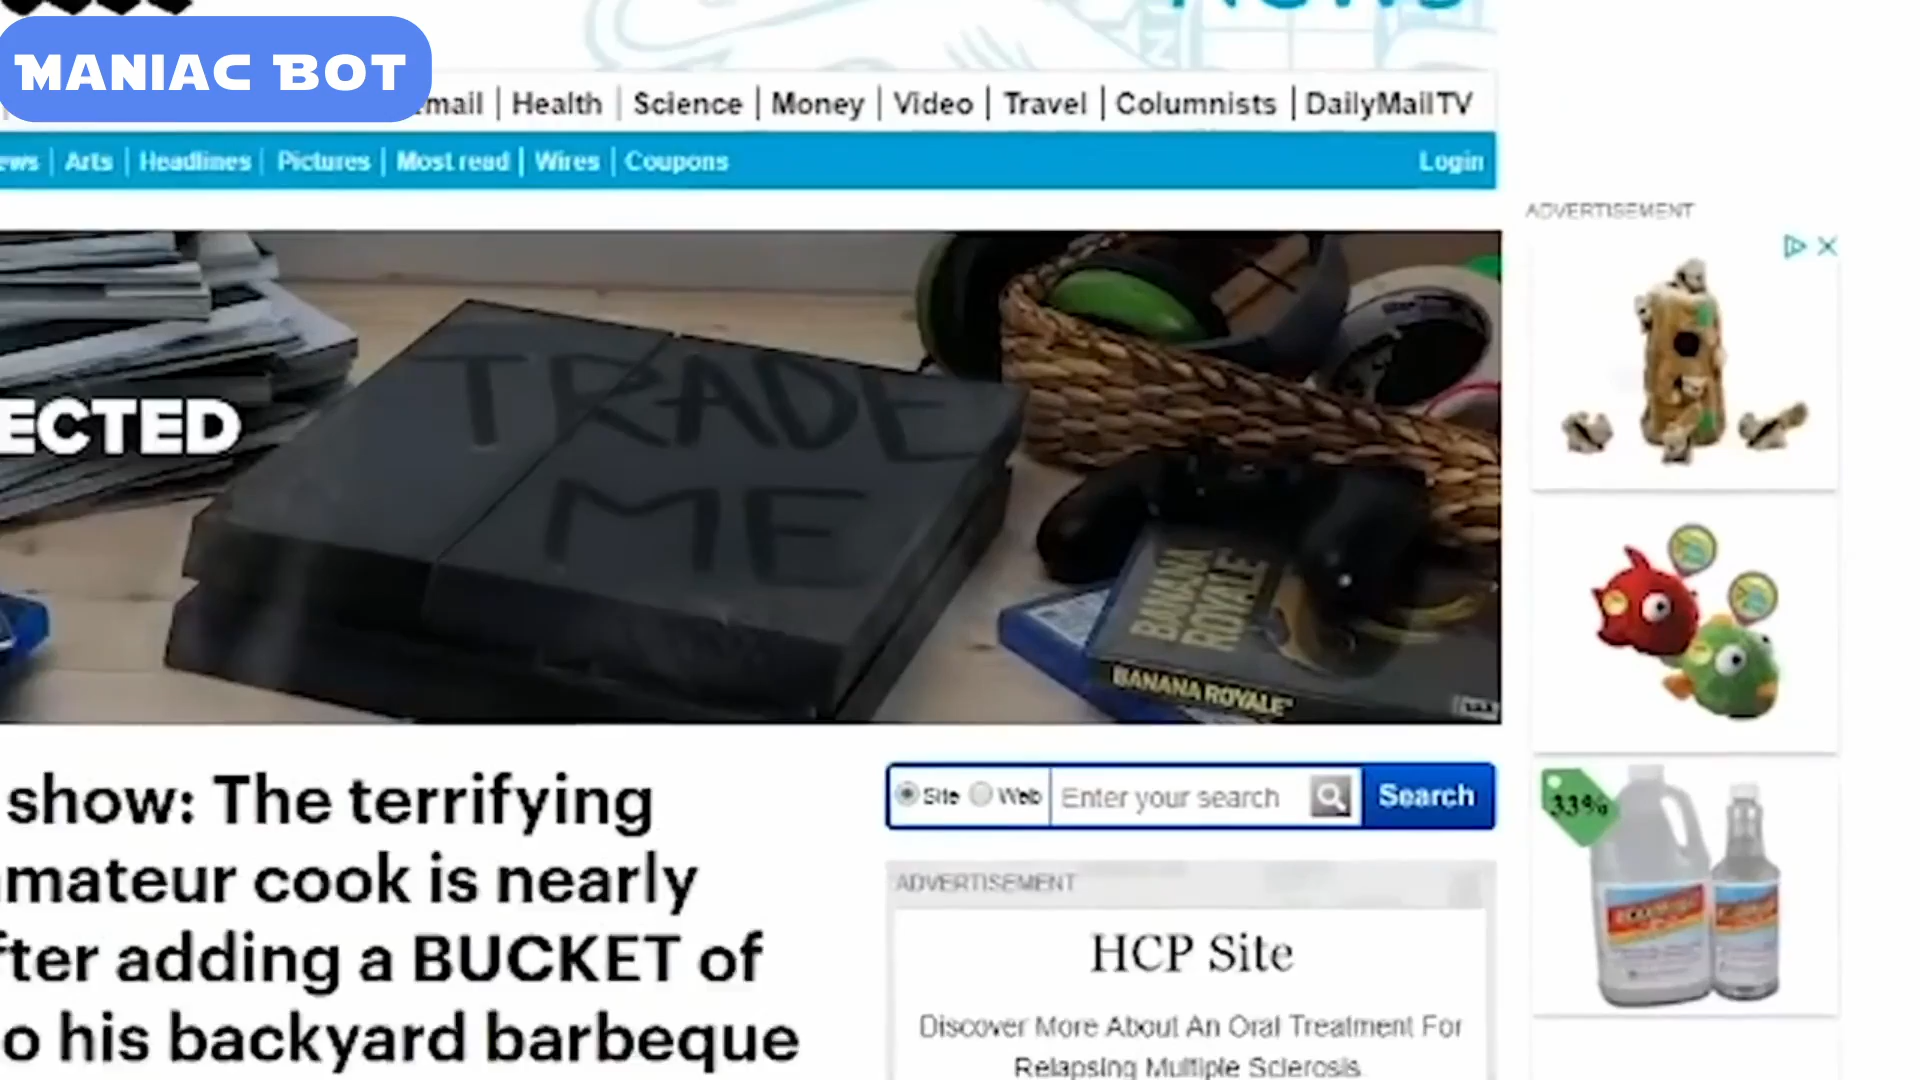 News
MANIAC BOT
mail | Health | Science | Money | Video | Travel | Columnists | DailyMailTV
ews | Arts | Headlines | Pictures | Most read | Wires | Coupons
Login
ADVERTISEMENT
TRADE
ME
ECTED
BANANA
ROYALE
BANANA ROYALE
show: The terrifying
amateur cook is nearly
fter adding a BUCKET of
o his backyard barbeque
Site Web Enter your search Search
33%
ADVERTISEMENT
HCP Site
Discover More About An Oral Treatment For
Relapsing Multiple Sclerosis